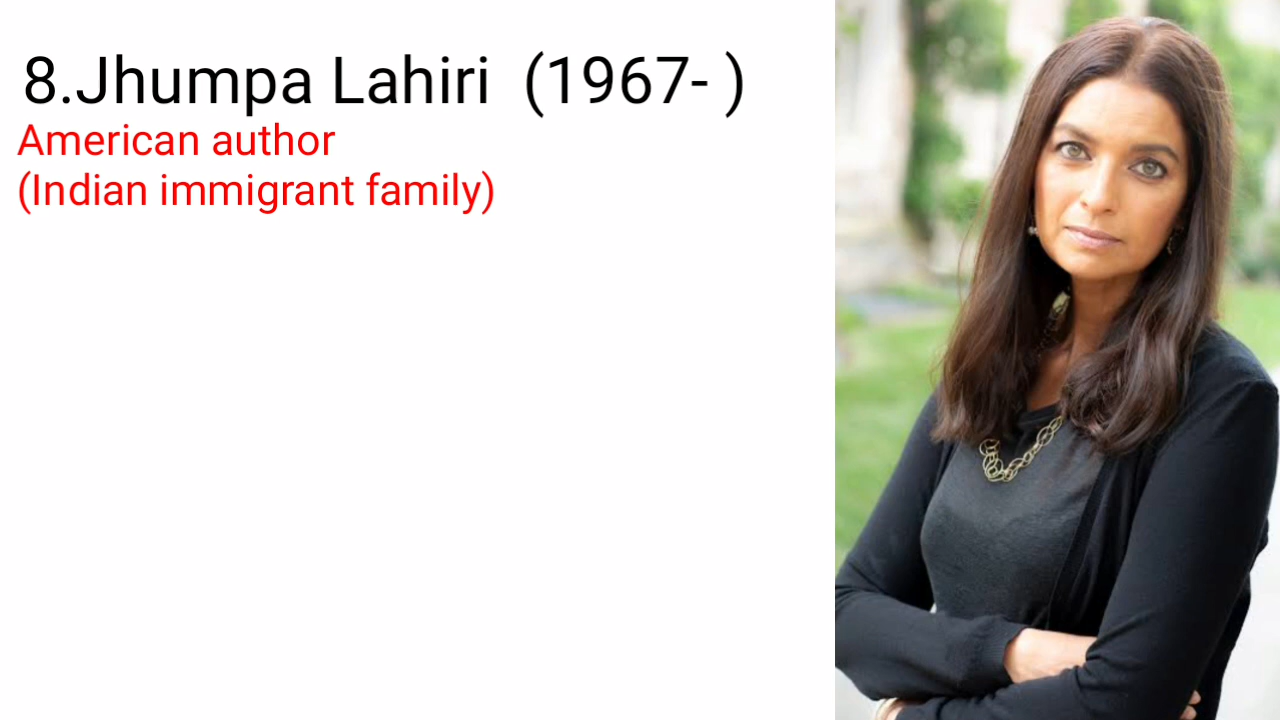 8.Jhumpa Lahiri (1967- )
American author
(Indian immigrant family)